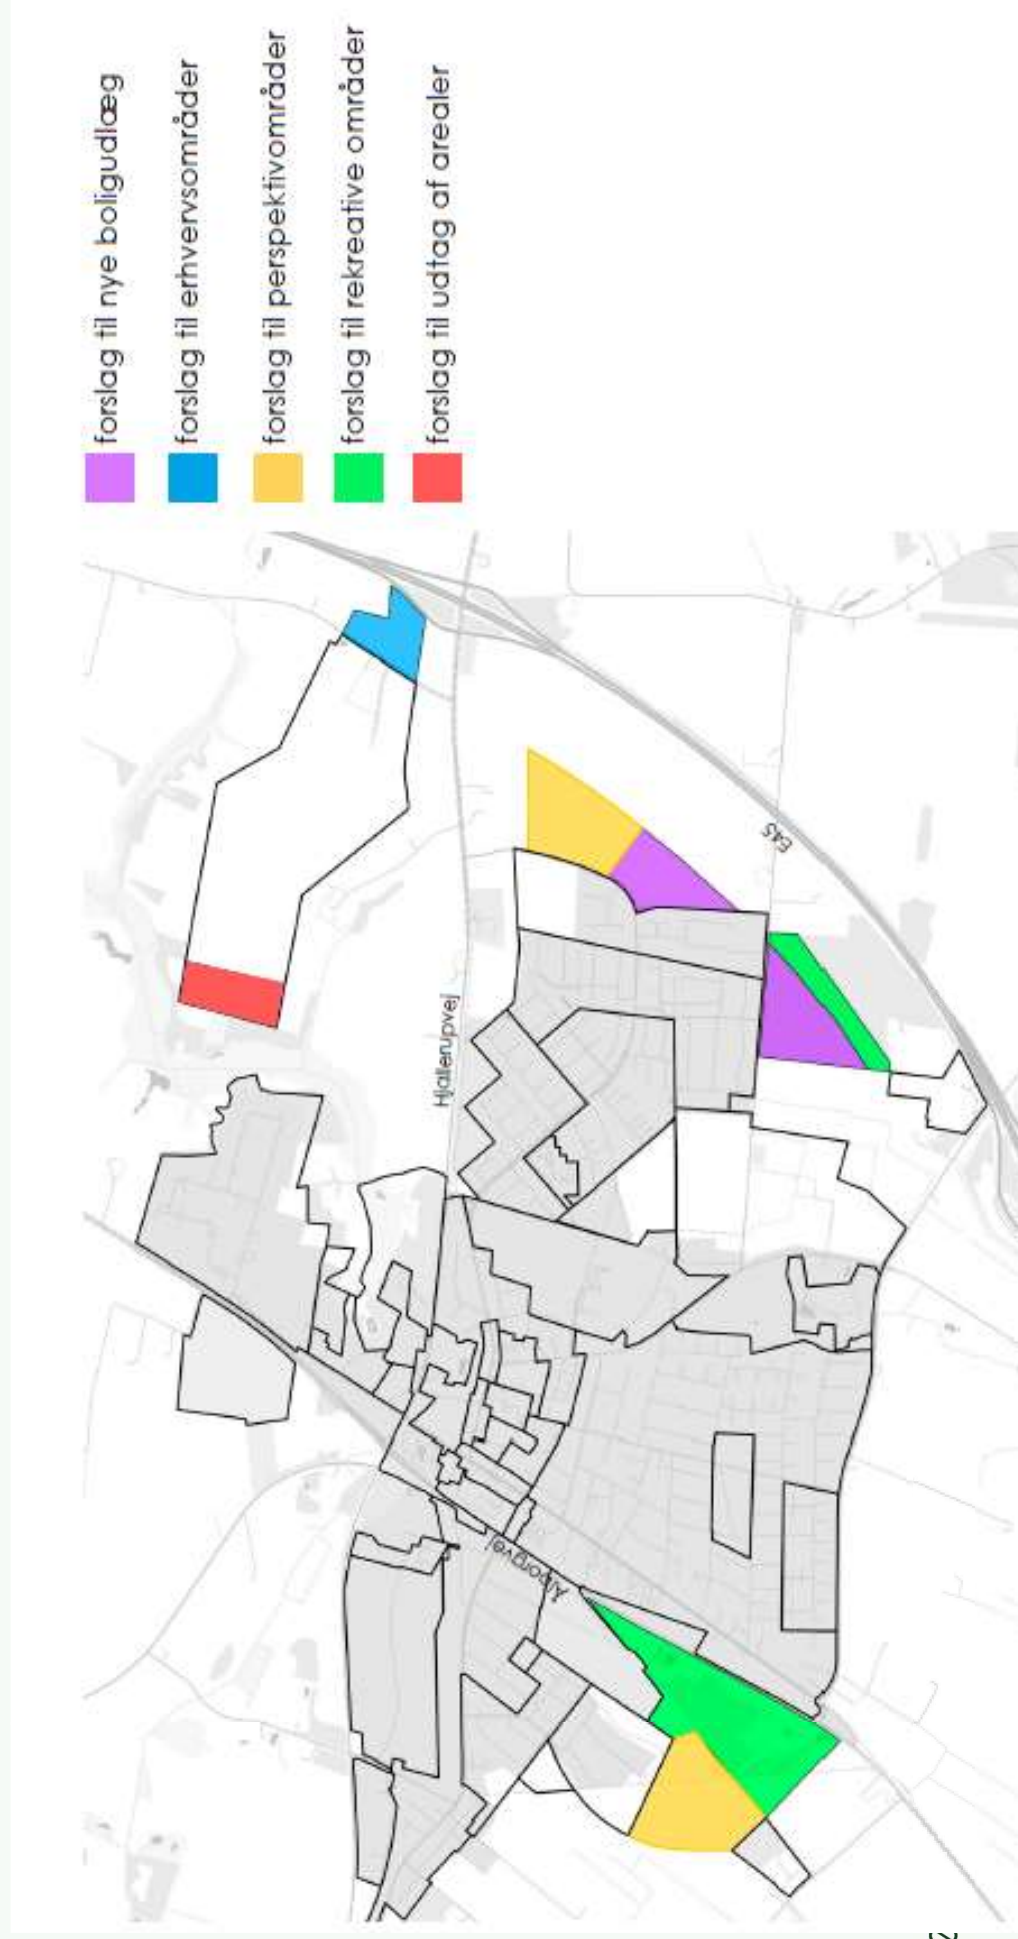 forslag til nye boligudlæg
forslag til erhvervsområder
forslag til perspektivområder
forslag til rekreative områder
forslag til udtag af arealer
Hjallerupvej
E45
Ålborgvej